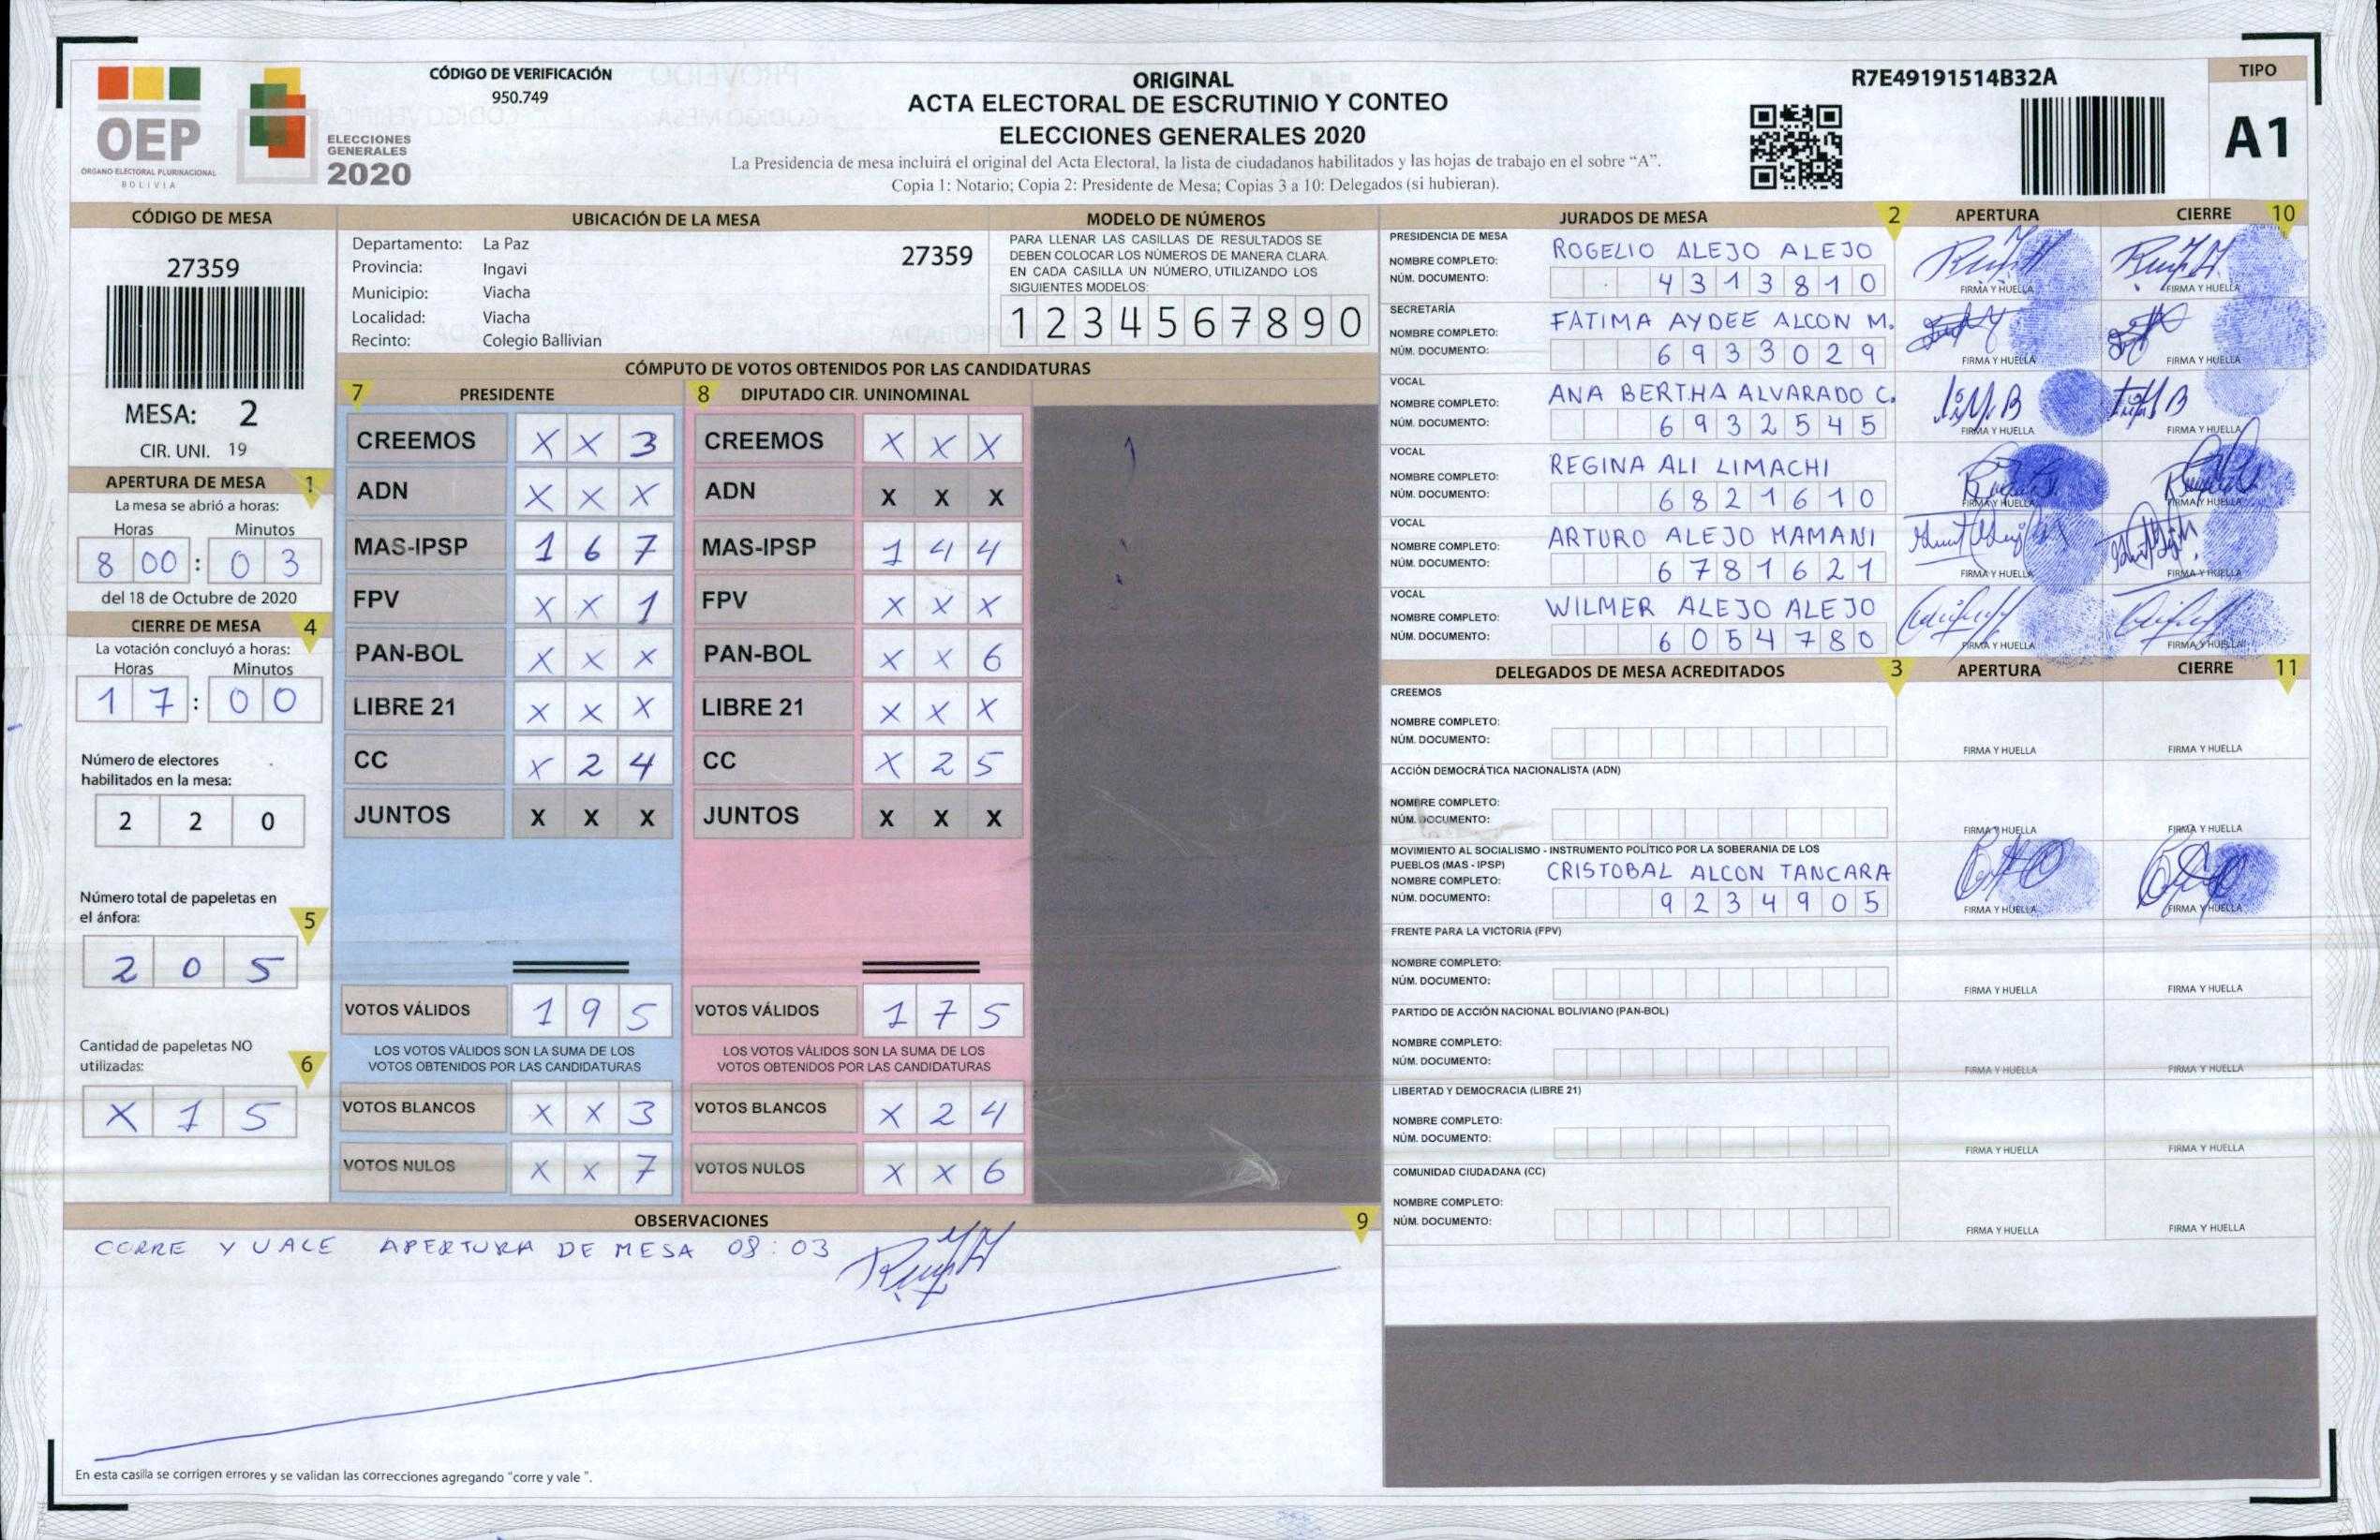 CÓDIGO DE VERIFICACIÓN
950.749
OEP
ÓRGANO ELECTORAL PLURINACIONAL
BOLIVIA
ELECCIONES
GENERALES
2020
ORIGINAL
ACTA ELECTORAL DE ESCRUTINIO Y CONTEO
ELECCIONES GENERALES 2020
La Presidencia de mesa incluirá el original del Acta Electoral, la lista de ciudadanos habilitados y las hojas de trabajo en el sobre “A”.
Copia 1: Notario; Copia 2: Presidente de Mesa; Copias 3 a 10: Delegados (si hubieran).
R7E49191514B32A
TIPO
A1
CÓDIGO DE MESA
27359
MESA: 2
CIR. UNI. 19
APERTURA DE MESA 1
La mesa se abrió a horas:
Horas Minutos
8 00 : 0 3
del 18 de Octubre de 2020
CIERRE DE MESA 4
La votación concluyó a horas:
Horas Minutos
1 7 : 0 0
Número de electores
habilitados en la mesa:
2 2 0
Número total de papeletas en
el ánfora: 5
2 0 5
Cantidad de papeletas NO
utilizadas: 6
X 1 5
UBICACIÓN DE LA MESA
Departamento: La Paz 27359
Provincia: Ingavi
Municipio: Viacha
Localidad: Viacha
Recinto: Colegio Ballivian
MODELO DE NÚMEROS
PARA LLENAR LAS CASILLAS DE RESULTADOS SE
DEBEN COLOCAR LOS NÚMEROS DE MANERA CLARA.
EN CADA CASILLA UN NÚMERO, UTILIZANDO LOS
SIGUIENTES MODELOS:
1 2 3 4 5 6 7 8 9 0
CÓMPUTO DE VOTOS OBTENIDOS POR LAS CANDIDATURAS
7 PRESIDENTE
CREEMOS X X 3
ADN X X X
MAS-IPSP 1 6 7
FPV X X 1
PAN-BOL X X X
LIBRE 21 X X X
CC X 2 4
JUNTOS X X X
VOTOS VÁLIDOS 1 9 5
LOS VOTOS VÁLIDOS SON LA SUMA DE LOS
VOTOS OBTENIDOS POR LAS CANDIDATURAS
VOTOS BLANCOS X X 3
VOTOS NULOS X X 7
8 DIPUTADO CIR. UNINOMINAL
CREEMOS X X X
ADN X X X
MAS-IPSP 1 4 4
FPV X X X
PAN-BOL X X 6
LIBRE 21 X X X
CC X 2 5
JUNTOS X X X
VOTOS VÁLIDOS 1 7 5
LOS VOTOS VÁLIDOS SON LA SUMA DE LOS
VOTOS OBTENIDOS POR LAS CANDIDATURAS
VOTOS BLANCOS X 2 4
VOTOS NULOS X X 6
OBSERVACIONES 9
CORRE Y VALE APERTURA DE MESA 08:03
En esta casilla se corrigen errores y se validan las correcciones agregando “corre y vale ”.
JURADOS DE MESA 2 APERTURA CIERRE 10
PRESIDENCIA DE MESA
NOMBRE COMPLETO: ROGELIO ALEJO ALEJO
NÚM. DOCUMENTO: 4313810
FIRMA Y HUELLA FIRMA Y HUELLA
SECRETARÍA
NOMBRE COMPLETO: FATIMA AYDEE ALCON M.
NÚM. DOCUMENTO: 6933029
FIRMA Y HUELLA FIRMA Y HUELLA
VOCAL
NOMBRE COMPLETO: ANA BERTHA ALVARADO C.
NÚM. DOCUMENTO: 6932545
FIRMA Y HUELLA FIRMA Y HUELLA
VOCAL
NOMBRE COMPLETO: REGINA ALI LIMACHI
NÚM. DOCUMENTO: 6821610
FIRMA Y HUELLA FIRMA Y HUELLA
VOCAL
NOMBRE COMPLETO: ARTURO ALEJO MAMANI
NÚM. DOCUMENTO: 6781621
FIRMA Y HUELLA FIRMA Y HUELLA
VOCAL
NOMBRE COMPLETO: WILMER ALEJO ALEJO
NÚM. DOCUMENTO: 6054780
FIRMA Y HUELLA FIRMA Y HUELLA
DELEGADOS DE MESA ACREDITADOS 3 APERTURA CIERRE 11
CREEMOS
NOMBRE COMPLETO:
NÚM. DOCUMENTO:
FIRMA Y HUELLA FIRMA Y HUELLA
ACCIÓN DEMOCRÁTICA NACIONALISTA (ADN)
NOMBRE COMPLETO:
NÚM. DOCUMENTO:
FIRMA Y HUELLA FIRMA Y HUELLA
MOVIMIENTO AL SOCIALISMO - INSTRUMENTO POLÍTICO POR LA SOBERANIA DE LOS
PUEBLOS (MAS - IPSP)
NOMBRE COMPLETO: CRISTOBAL ALCON TANCARA
NÚM. DOCUMENTO: 9234905
FIRMA Y HUELLA FIRMA Y HUELLA
FRENTE PARA LA VICTORIA (FPV)
NOMBRE COMPLETO:
NÚM. DOCUMENTO:
FIRMA Y HUELLA FIRMA Y HUELLA
PARTIDO DE ACCIÓN NACIONAL BOLIVIANO (PAN-BOL)
NOMBRE COMPLETO:
NÚM. DOCUMENTO:
FIRMA Y HUELLA FIRMA Y HUELLA
LIBERTAD Y DEMOCRACIA (LIBRE 21)
NOMBRE COMPLETO:
NÚM. DOCUMENTO:
FIRMA Y HUELLA FIRMA Y HUELLA
COMUNIDAD CIUDADANA (CC)
NOMBRE COMPLETO:
NÚM. DOCUMENTO:
FIRMA Y HUELLA FIRMA Y HUELLA